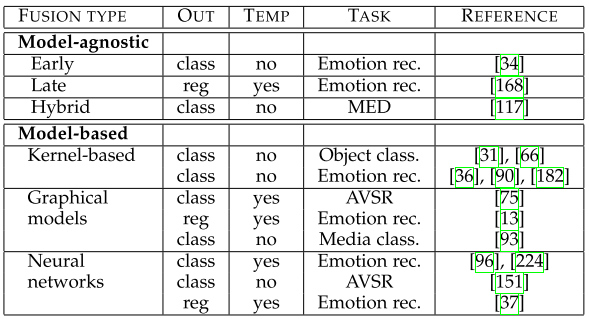 FUSION TYPE OUT TEMP TASK REFERENCE
Model-agnostic
Early class no Emotion rec. [34]
Late reg yes Emotion rec. [168]
Hybrid class no MED [117]
Model-based
Kernel-based class no Object class. [31], [66]
class no Emotion rec. [36], [90], [182]
Graphical class yes AVSR [75]
models reg yes Emotion rec. [13]
class no Media class. [93]
Neural class yes Emotion rec. [96], [224]
networks class no AVSR [151]
reg yes Emotion rec. [37]